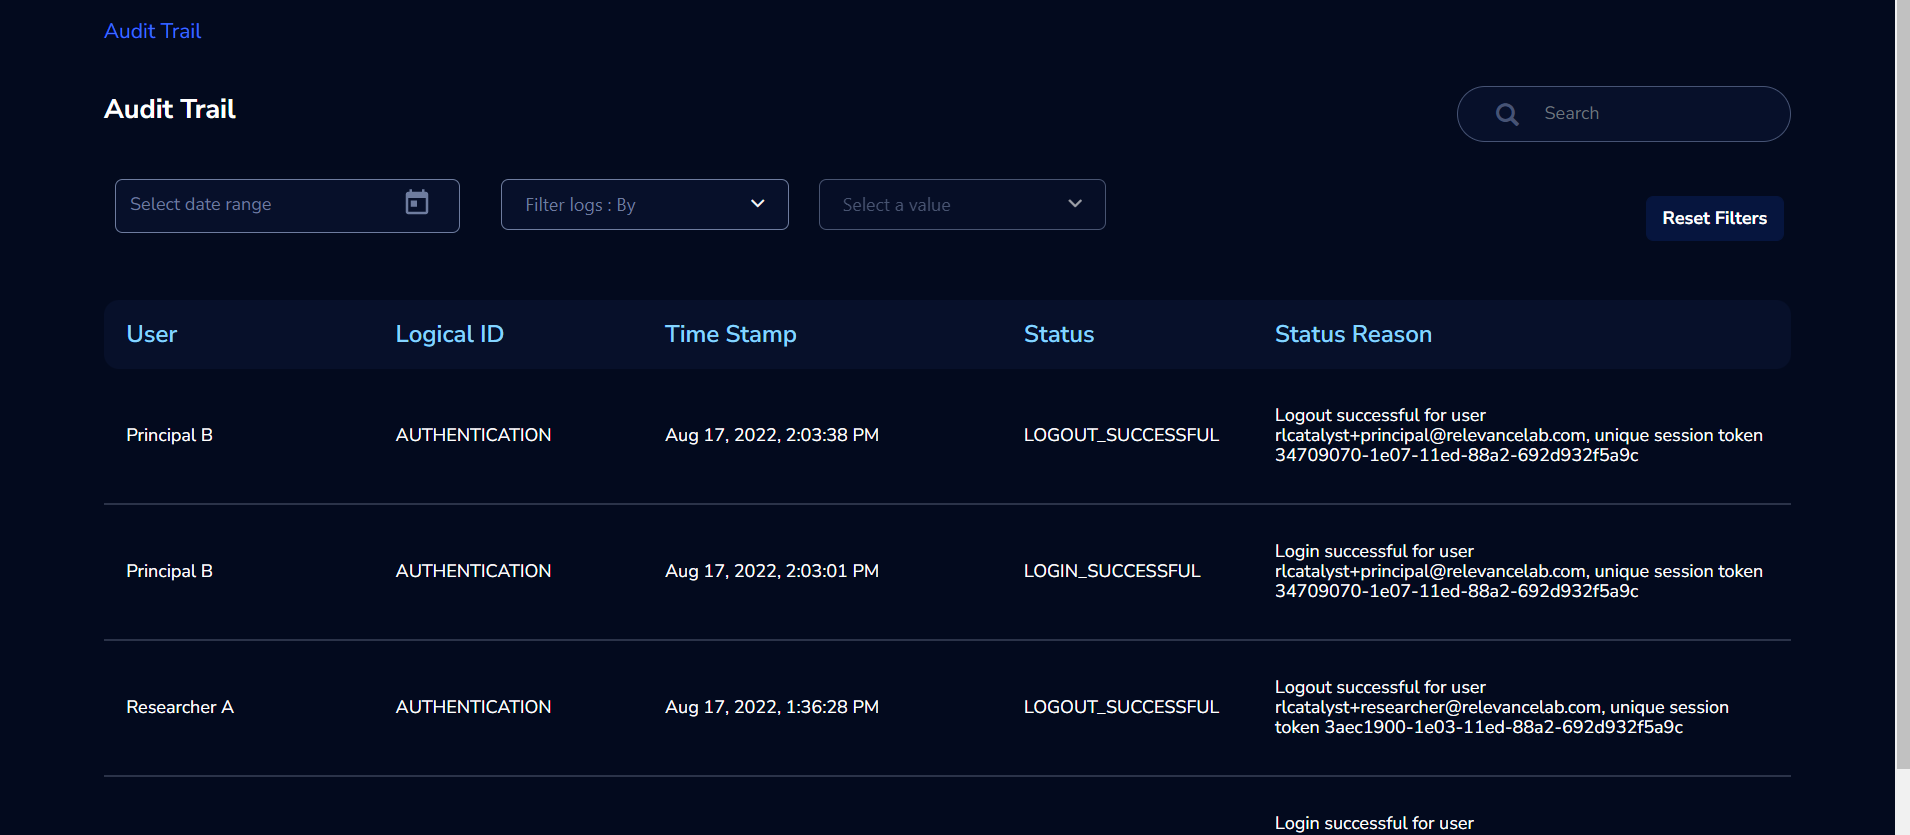 Audit Trail
Audit Trail
Search
Select date range
Filter logs : By
Select a value
Reset Filters
User Logical ID Time Stamp Status Status Reason
Principal B AUTHENTICATION Aug 17, 2022, 2:03:38 PM LOGOUT_SUCCESSFUL Logout successful for user
rlcatalyst+principal@relevancelab.com, unique session token
34709070-1e07-11ed-88a2-692d932f5a9c
Principal B AUTHENTICATION Aug 17, 2022, 2:03:01 PM LOGIN_SUCCESSFUL Login successful for user
rlcatalyst+principal@relevancelab.com, unique session token
34709070-1e07-11ed-88a2-692d932f5a9c
Researcher A AUTHENTICATION Aug 17, 2022, 1:36:28 PM LOGOUT_SUCCESSFUL Logout successful for user
rlcatalyst+researcher@relevancelab.com, unique session
token 3aec1900-1e03-11ed-88a2-692d932f5a9c
Login successful for user